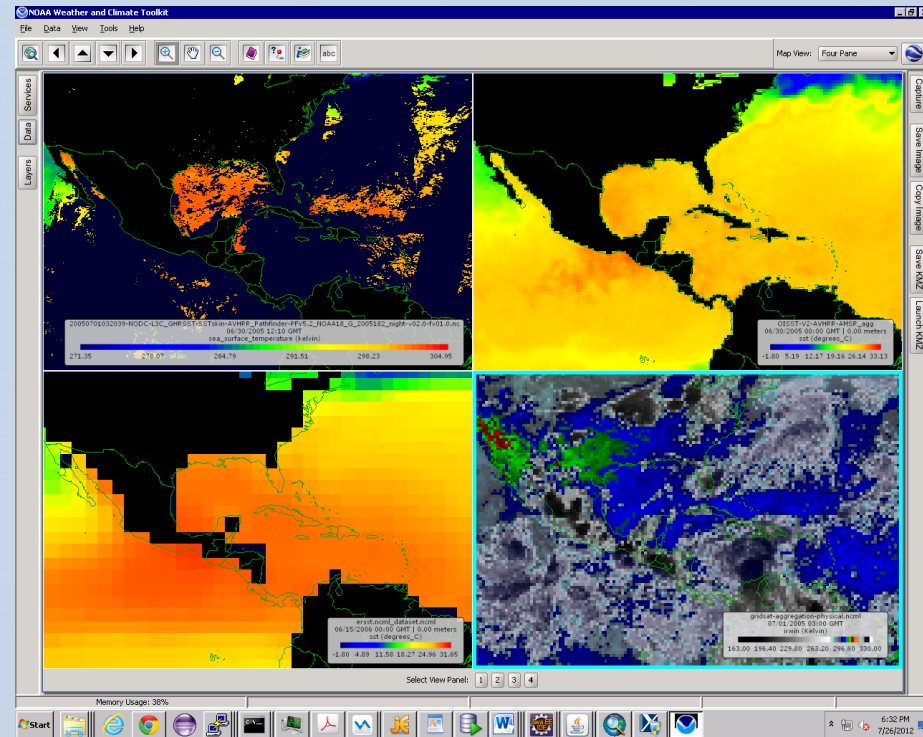 NOAA Weather and Climate Toolkit
File Data View Tools Help
abc
Map View: Four Pane
Services
Data
Layers
Capture
Save Image
Copy Image
Save KMZ
Launch KMZ
20050701032839-NODC-L3C_GHRSST-SSTskin-AVHRR_Pathfinder-PFV5.2_NOAA18_G_2005182_night-v02.0-fv01.0.nc
06/30/2005 12:10 GMT
sea_surface_temperature (kelvin)
271.35 278.07 284.79 291.51 298.23 304.95
OISST-V2-AVHRR-AMSR_agg
06/30/2005 00:00 GMT | 0.00 meters
sst (degrees_C)
-1.80 5.19 12.17 19.16 26.14 33.13
ersst.ncml_dataset.ncml
06/15/2006 00:00 GMT | 0.00 meters
sst (degrees_C)
-1.80 4.89 11.58 18.27 24.96 31.65
gridsat-aggregation-physical.ncml
07/01/2005 03:00 GMT
irwin (Kelvin)
163.00 196.40 229.80 263.20 296.60 330.00
Select View Panel: 1 2 3 4
Memory Usage: 38%
Start
6:32 PM
7/26/2012